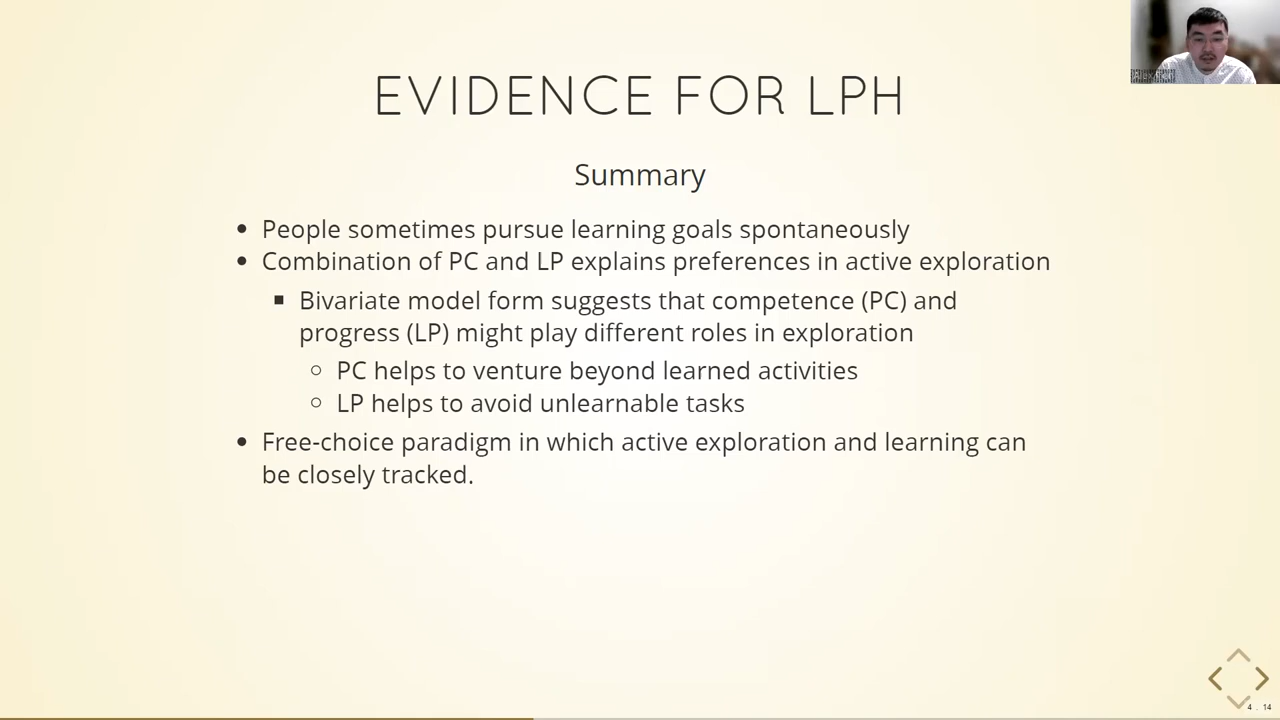 EVIDENCE FOR LPH
Summary
• People sometimes pursue learning goals spontaneously
• Combination of PC and LP explains preferences in active exploration
▪ Bivariate model form suggests that competence (PC) and
progress (LP) might play different roles in exploration
○ PC helps to venture beyond learned activities
○ LP helps to avoid unlearnable tasks
• Free-choice paradigm in which active exploration and learning can
be closely tracked.
4 . 14